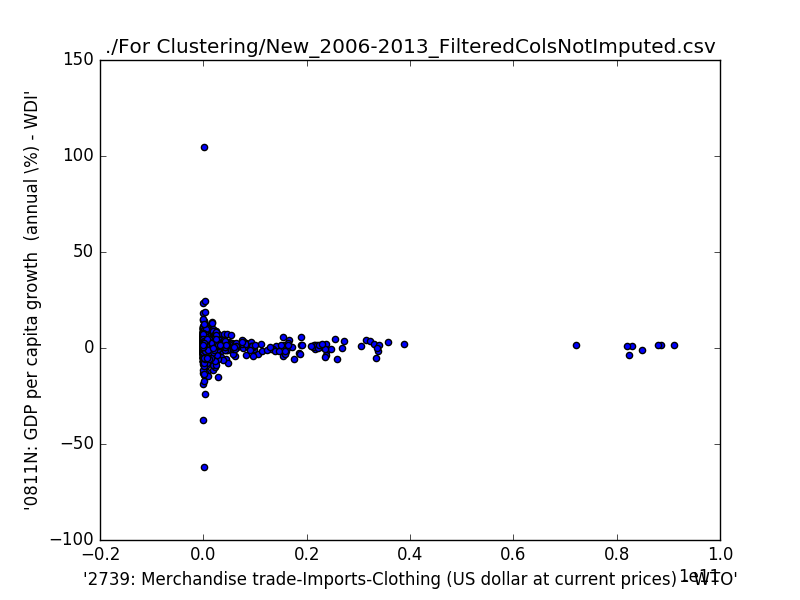 ./For Clustering/New_2006-2013_FilteredColsNotImputed.csv
150
100
50
0
−50
−100
'0811N: GDP per capita growth (annual \%) - WDI'
−0.2 0.0 0.2 0.4 0.6 0.8 1.0
1e11
'2739: Merchandise trade-Imports-Clothing (US dollar at current prices) - WTO'